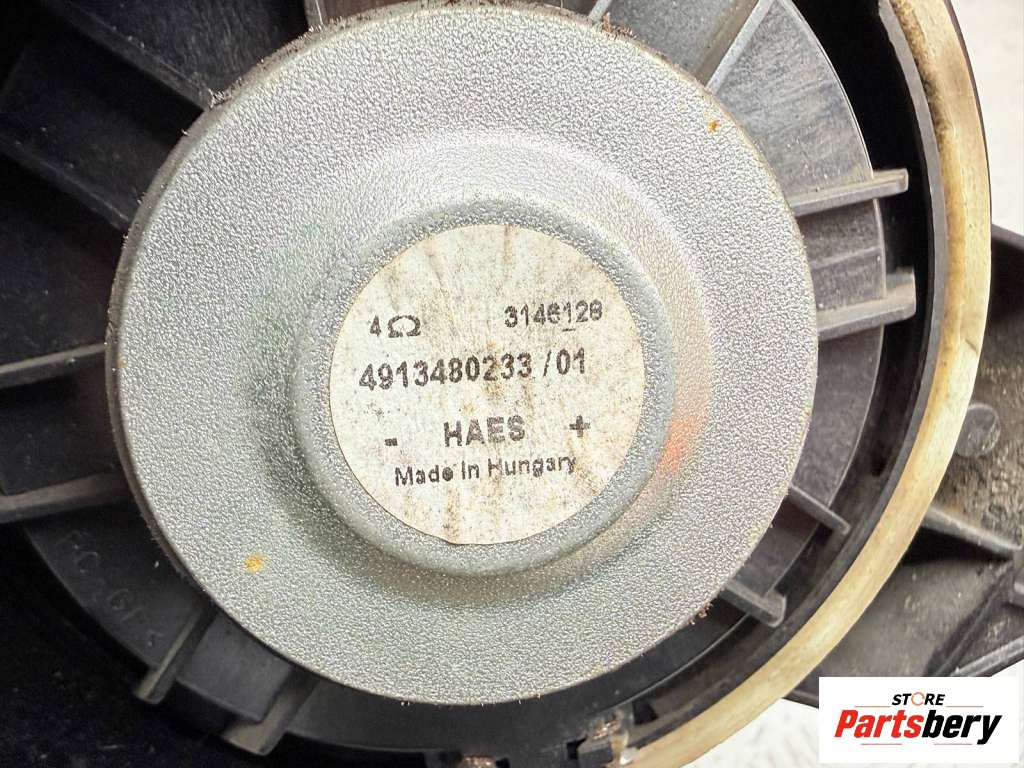 4Ω 3146128
4913480233 /01
- HAES +
Made In Hungary
STORE
Partsbery